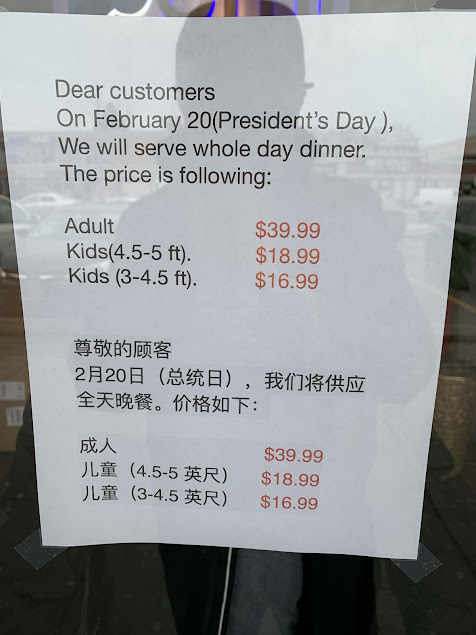 Dear customers
On February 20(President's Day ),
We will serve whole day dinner.
The price is following:
Adult $39.99
Kids(4.5-5 ft). $18.99
Kids (3-4.5 ft). $16.99
尊敬的顾客
2月20日（总统日），我们将供应
全天晚餐。价格如下：
成人 $39.99
儿童（4.5-5 英尺） $18.99
儿童（3-4.5 英尺） $16.99